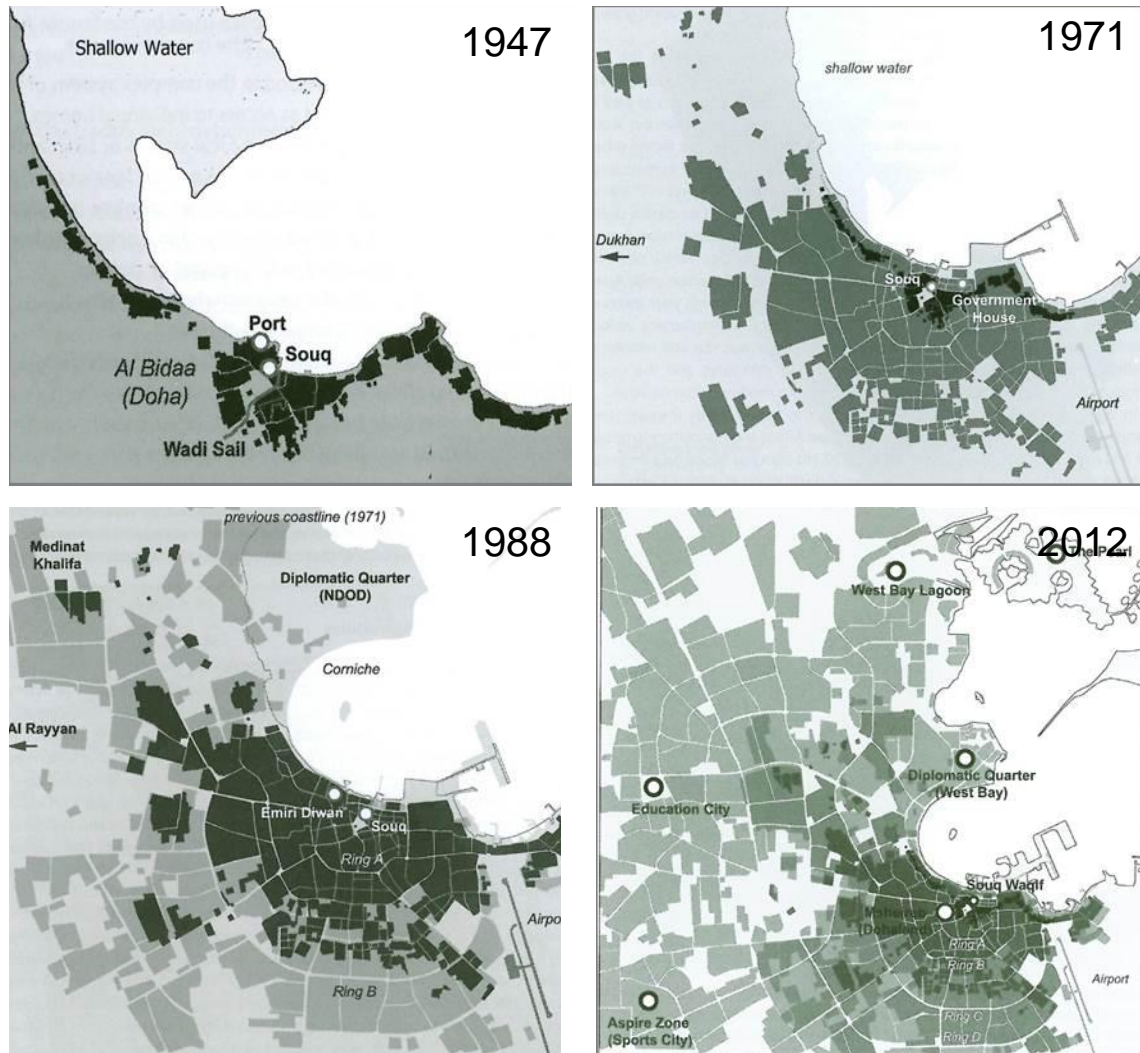 1947
Shallow Water
Port
Souq
Al Bidaa
(Doha)
Wadi Sail
1971
shallow water
Dukhan
Souq
Government
House
Airport
1988
previous coastline (1971)
Medinat
Khalifa
Diplomatic Quarter
(NDOD)
Corniche
Al Rayyan
Emiri Diwan
Souq
Ring A
Airpo
Ring B
2012
The Pearl
West Bay Lagoon
Diplomatic Quarter
(West Bay)
Education City
Souq Waqif
Msheireb
Ring A
Ring B
Airport
Aspire Zone
(Sports City)
Ring C
Ring D